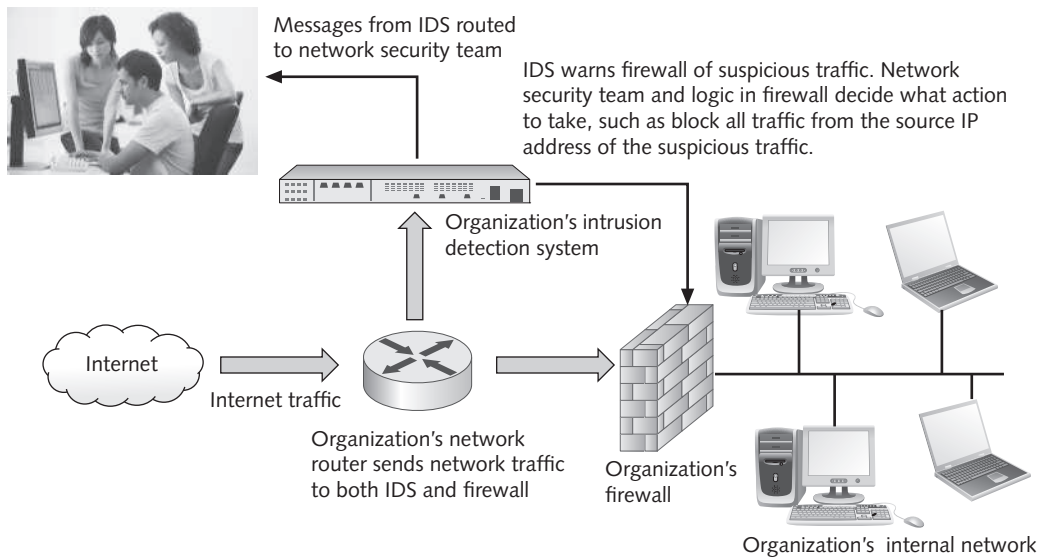 Messages from IDS routed
to network security team
IDS warns firewall of suspicious traffic. Network
security team and logic in firewall decide what action
to take, such as block all traffic from the source IP
address of the suspicious traffic.
Organization's intrusion
detection system
Internet
Internet traffic
Organization's network
router sends network traffic
to both IDS and firewall
Organization's
firewall
Organization's internal network